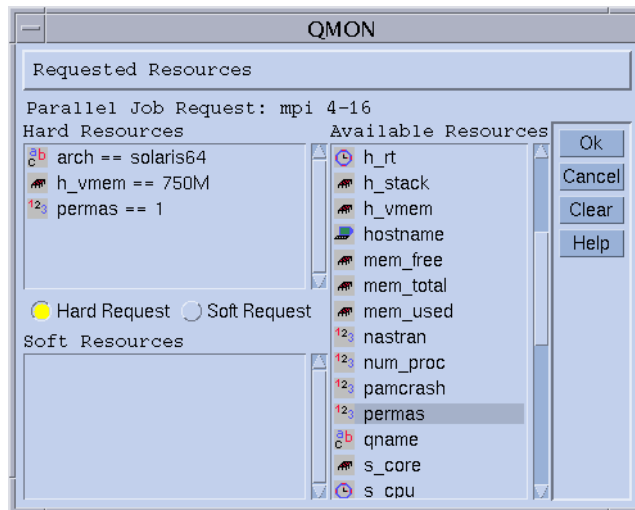 QMON
Requested Resources
Parallel Job Request: mpi 4-16
Hard Resources
arch == solaris64
h_vmem == 750M
permas == 1
Hard Request
Soft Request
Soft Resources
Available Resources
h_rt
h_stack
h_vmem
hostname
mem_free
mem_total
mem_used
nastran
num_proc
pamcrash
permas
qname
s_core
s_cpu
Ok
Cancel
Clear
Help